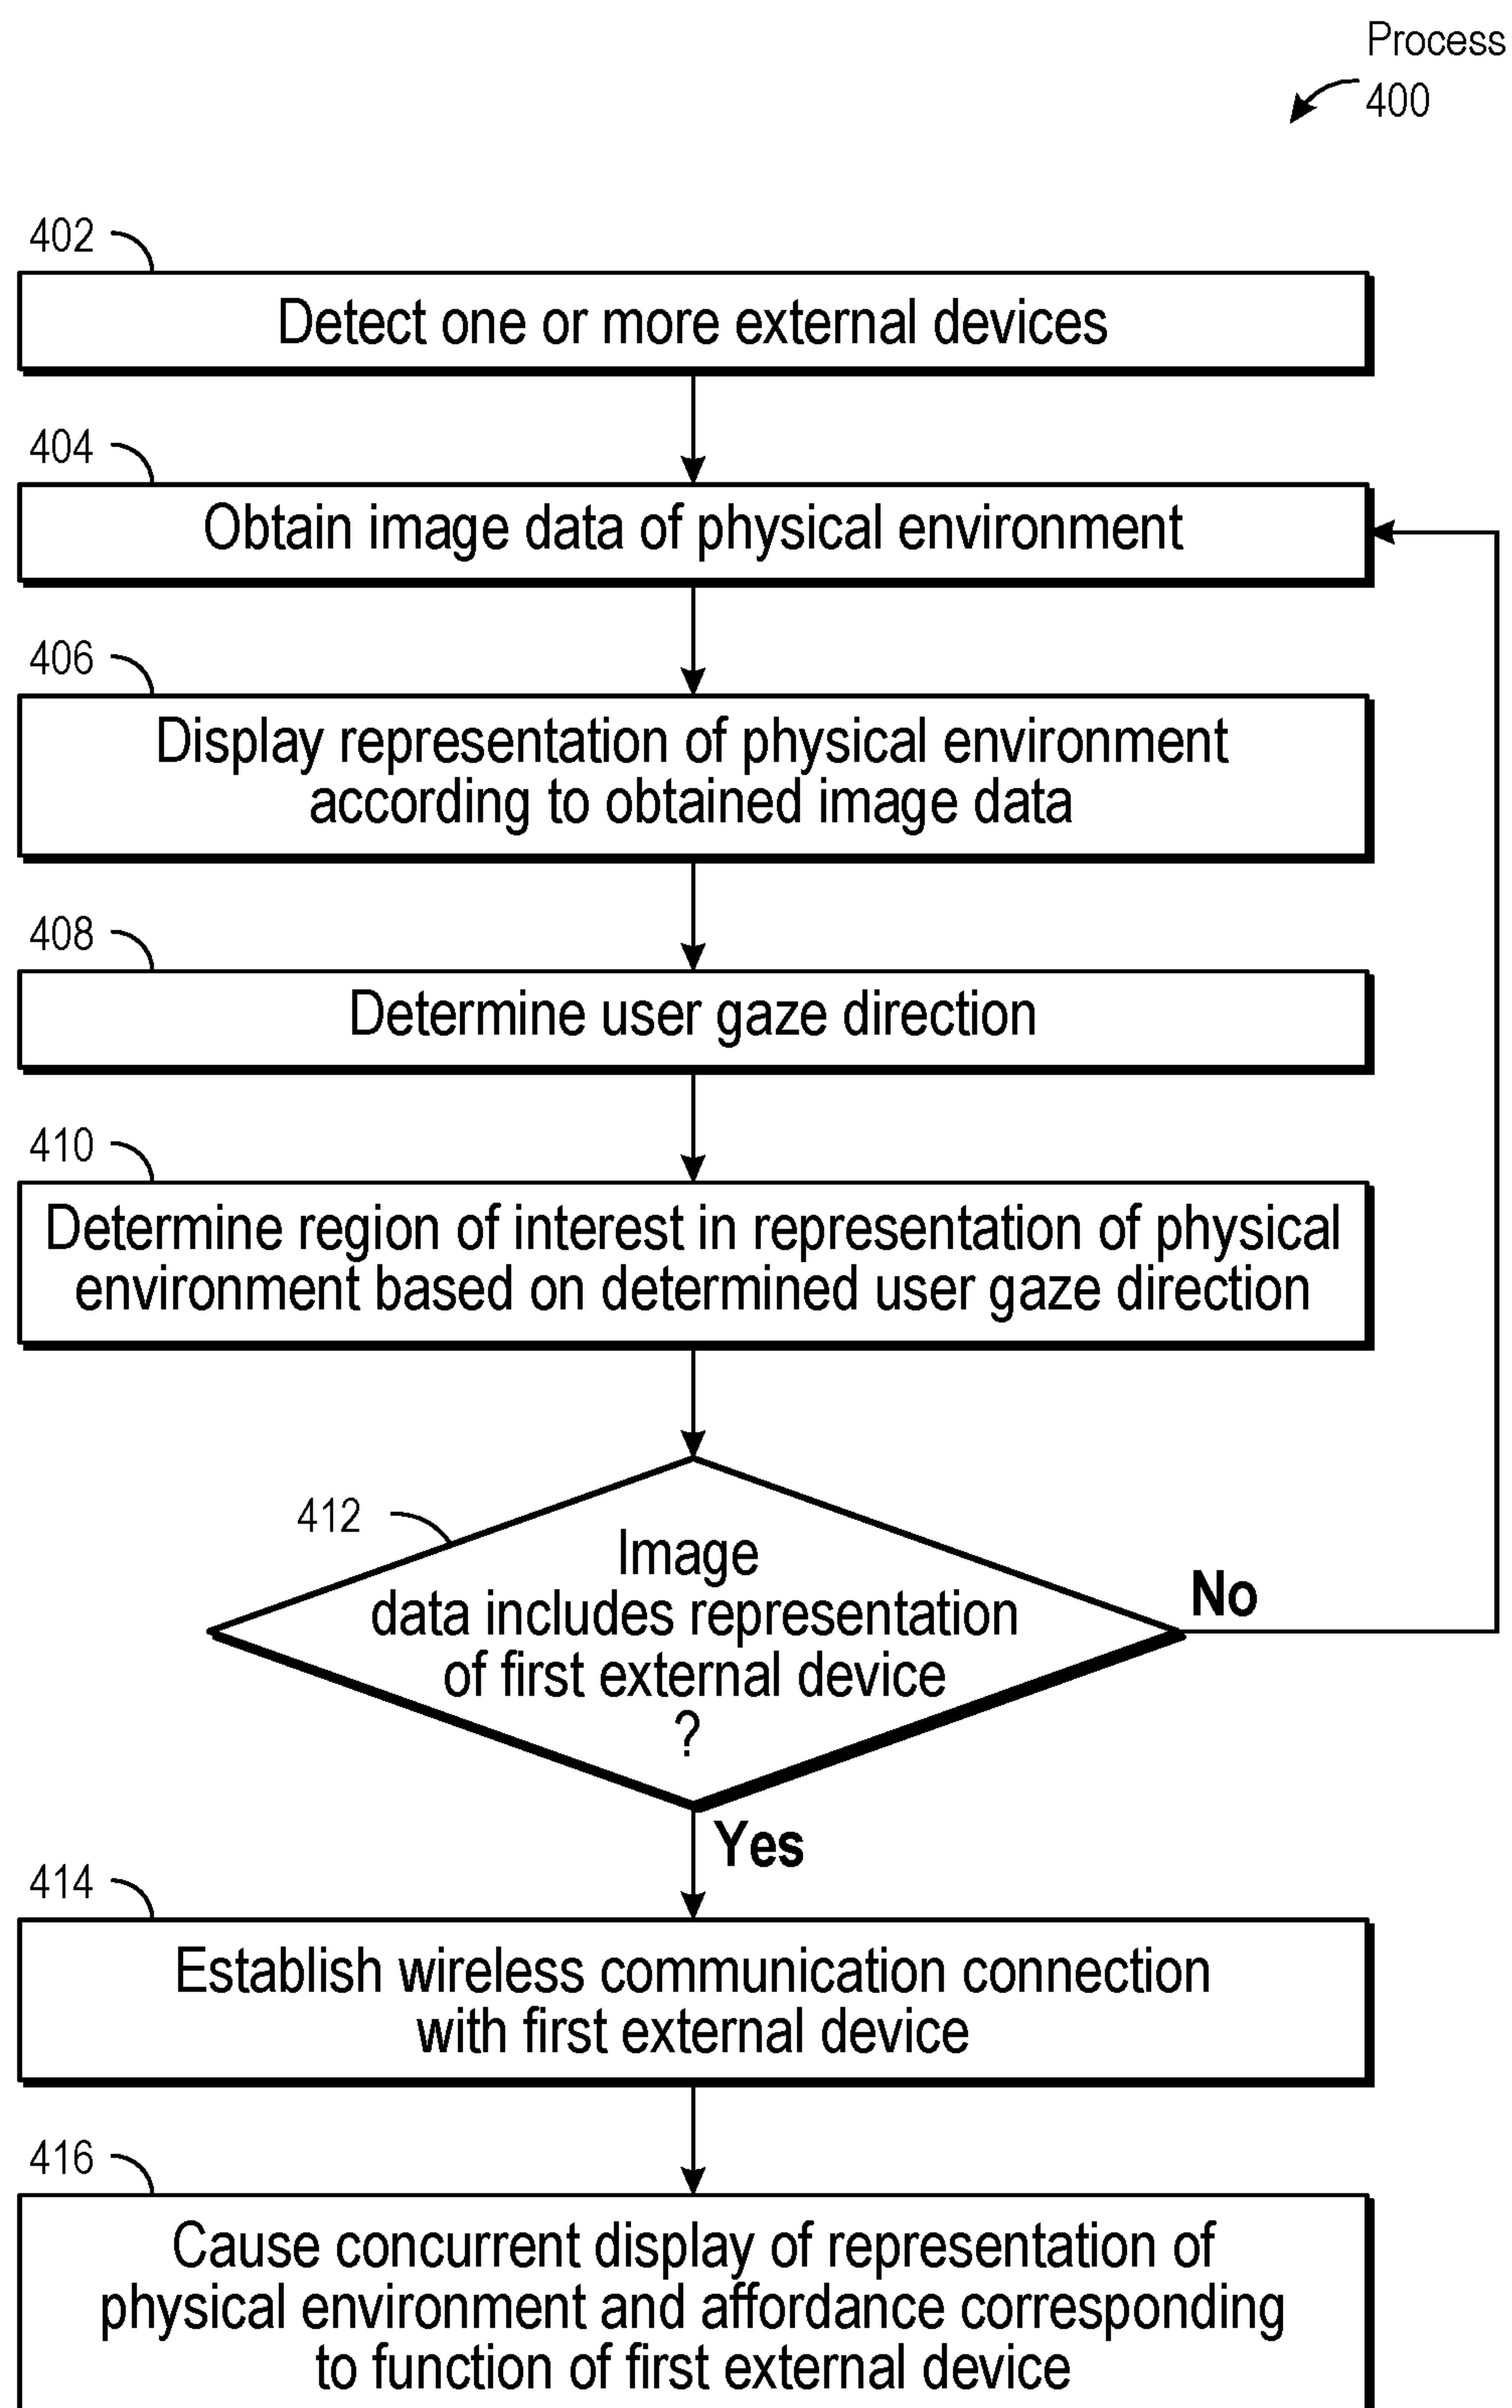 Process
400
402
Detect one or more external devices
404
Obtain image data of physical environment
406
Display representation of physical environment
according to obtained image data
408
Determine user gaze direction
410
Determine region of interest in representation of physical
environment based on determined user gaze direction
412
Image
data includes representation
of first external device
?
No
Yes
414
Establish wireless communication connection
with first external device
416
Cause concurrent display of representation of
physical environment and affordance corresponding
to function of first external device